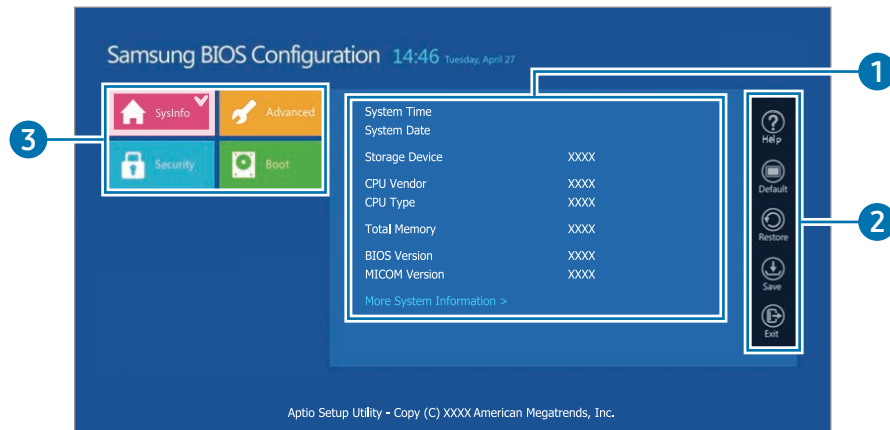 Samsung BIOS Configuration 14:46 Tuesday, April 27
1
SysInfo
Advanced
Security
Boot
3
System Time
System Date
Storage Device XXXX
CPU Vendor XXXX
CPU Type XXXX
Total Memory XXXX
BIOS Version XXXX
MICOM Version XXXX
More System Information >
Help
Default
Restore
Save
Exit
2
Aptio Setup Utility - Copy (C) XXXX American Megatrends, Inc.